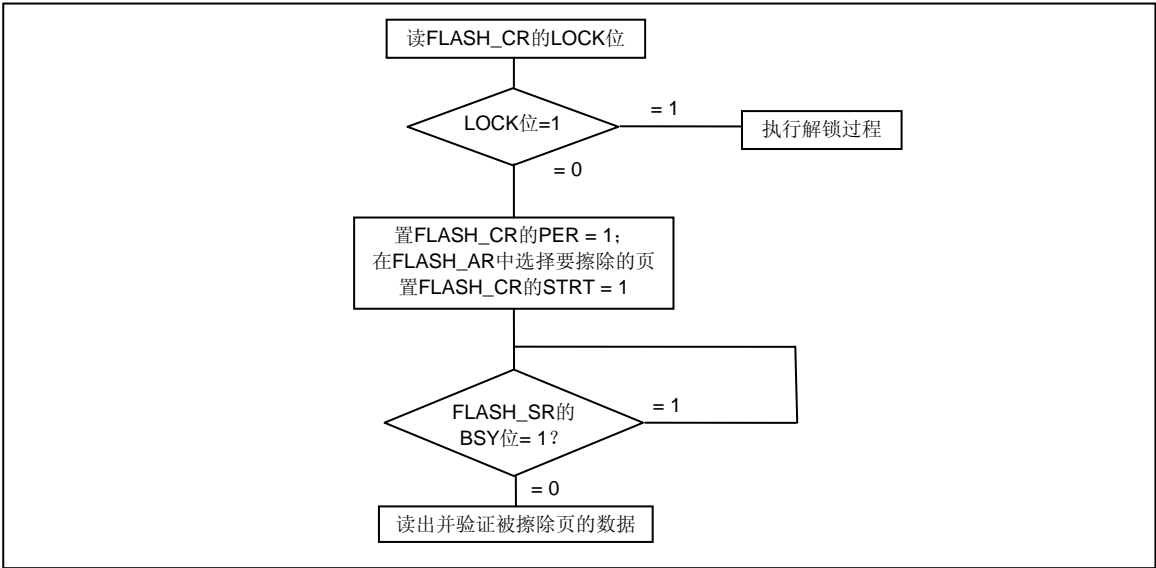 读FLASH_CR的LOCK位
LOCK位=1
= 1
执行解锁过程
= 0
置FLASH_CR的PER = 1;
在FLASH_AR中选择要擦除的页
置FLASH_CR的STRT = 1
FLASH_SR的
BSY位= 1?
= 1
= 0
读出并验证被擦除页的数据